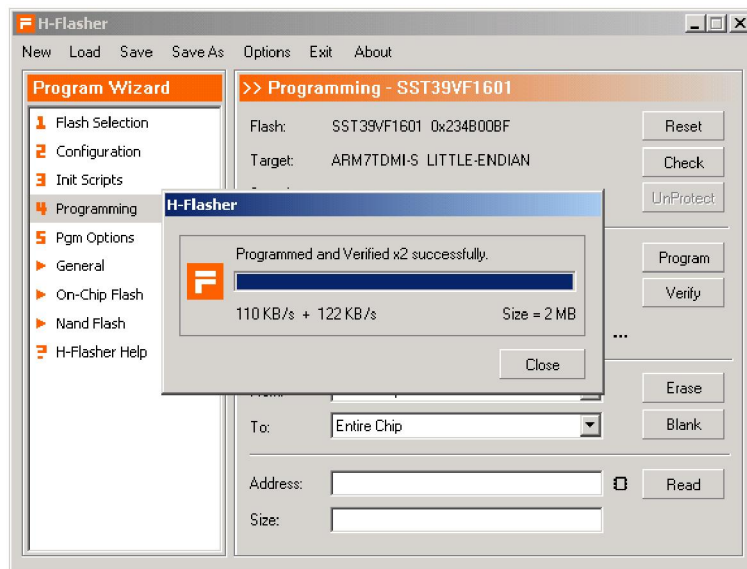 H-Flasher
New Load Save Save As Options Exit About
Program Wizard
1 Flash Selection
2 Configuration
3 Init Scripts
4 Programming
5 Pgm Options
General
On-Chip Flash
Nand Flash
? H-Flasher Help
>> Programming - SST39VF1601
Flash: SST39VF1601 0x234B00BF
Reset
Target: ARM7TDMI-S LITTLE-ENDIAN
Check
UnProtect
H-Flasher
Programmed and Verified x2 successfully.
110 KB/s + 122 KB/s Size = 2 MB
Close
Program
Verify
...
Erase
To: Entire Chip
Blank
Address:
Read
Size: